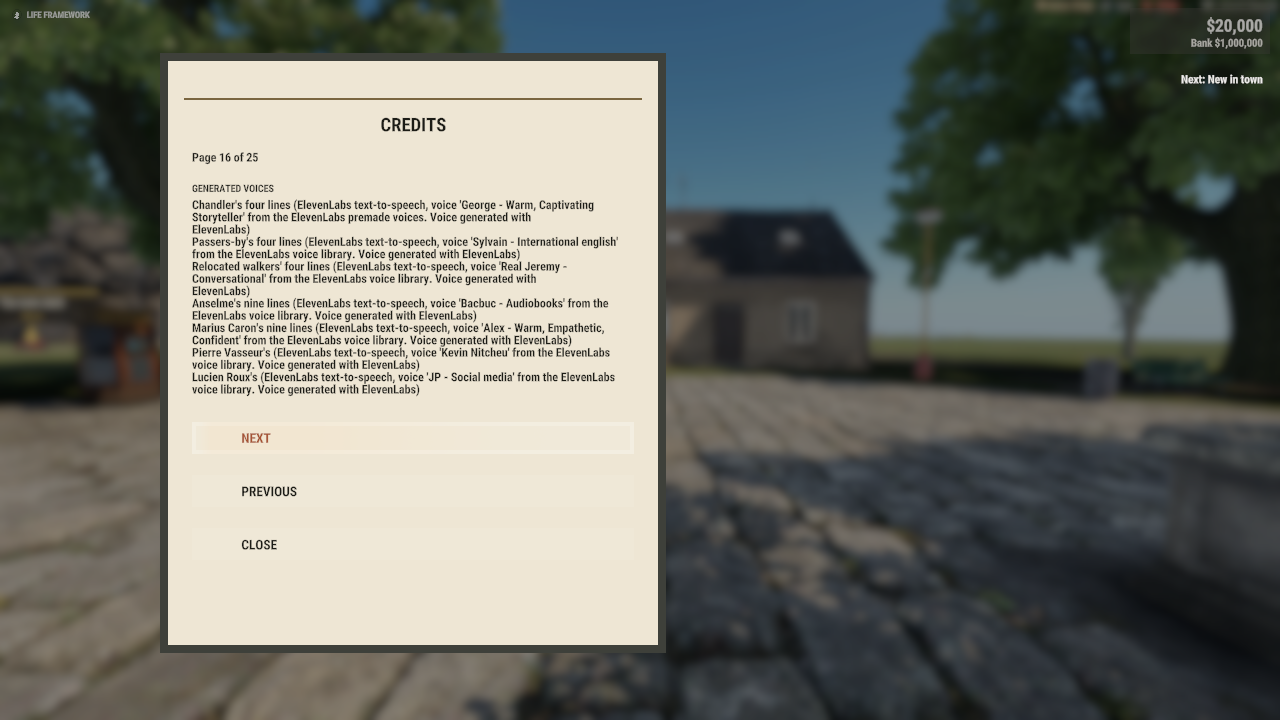 LIFE FRAMEWORK
$20,000
Bank $1,000,000
Next: New in town
CREDITS
Page 16 of 25
GENERATED VOICES
Chandler's four lines (ElevenLabs text-to-speech, voice 'George - Warm, Captivating
Storyteller' from the ElevenLabs premade voices. Voice generated with
ElevenLabs)
Passers-by's four lines (ElevenLabs text-to-speech, voice 'Sylvain - International english'
from the ElevenLabs voice library. Voice generated with ElevenLabs)
Relocated walkers' four lines (ElevenLabs text-to-speech, voice 'Real Jeremy -
Conversational' from the ElevenLabs voice library. Voice generated with
ElevenLabs)
Anselme's nine lines (ElevenLabs text-to-speech, voice 'Bacbuc - Audiobooks' from the
ElevenLabs voice library. Voice generated with ElevenLabs)
Marius Caron's nine lines (ElevenLabs text-to-speech, voice 'Alex - Warm, Empathetic,
Confident' from the ElevenLabs voice library. Voice generated with ElevenLabs)
Pierre Vasseur's (ElevenLabs text-to-speech, voice 'Kevin Nitcheu' from the ElevenLabs
voice library. Voice generated with ElevenLabs)
Lucien Roux's (ElevenLabs text-to-speech, voice 'JP - Social media' from the ElevenLabs
voice library. Voice generated with ElevenLabs)
NEXT
PREVIOUS
CLOSE